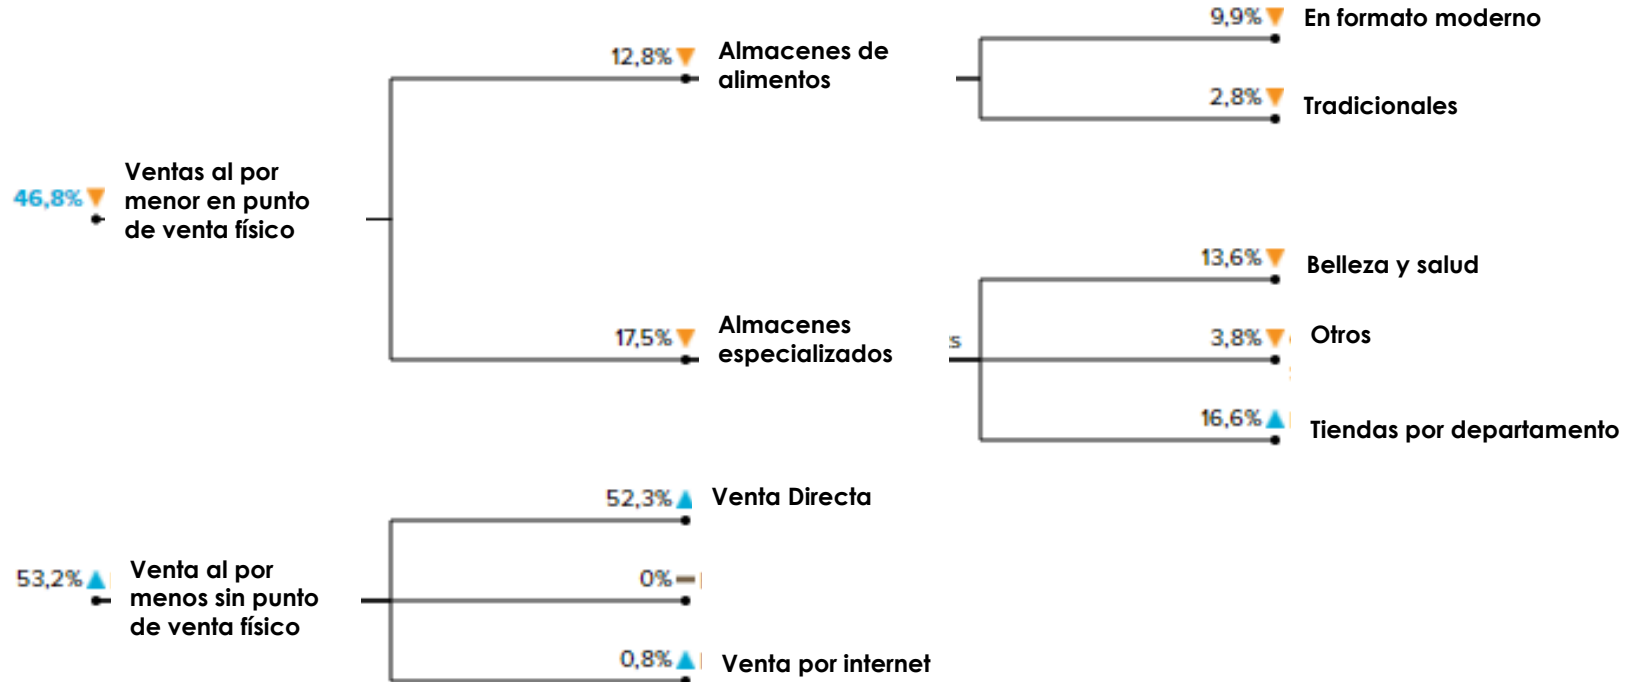 9,9%
En formato moderno
12,8%
Almacenes de
alimentos
2,8%
Tradicionales
46,8%
Ventas al por
menor en punto
de venta físico
13,6%
Belleza y salud
17,5%
Almacenes
especializados
3,8%
Otros
16,6%
Tiendas por departamento
52,3%
Venta Directa
53,2%
Venta al por
menos sin punto
de venta físico
0%
0,8%
Venta por internet